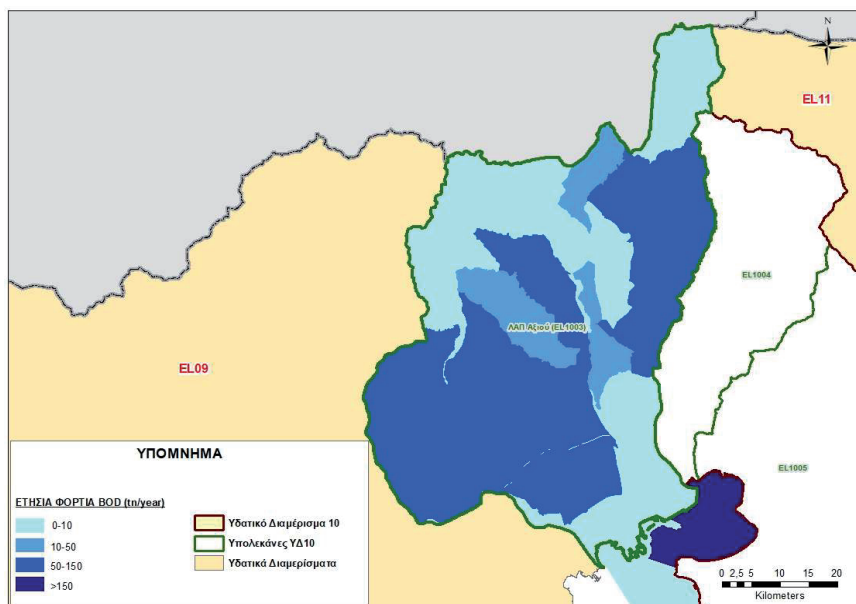 N
EL11
EL1004
ΛΑΠ Αξιού (EL1003)
EL09
EL1005
ΥΠΟΜΝΗΜΑ
ΕΤΗΣΙΑ ΦΟΡΤΙΑ BOD (tn/year)
0-10
10-50
50-150
>150
Υδατικό Διαμέρισμα 10
Υπολεκάνες ΥΔ10
Υδατικά Διαμερίσματα
0 2,5 5 10 15 20
Kilometers